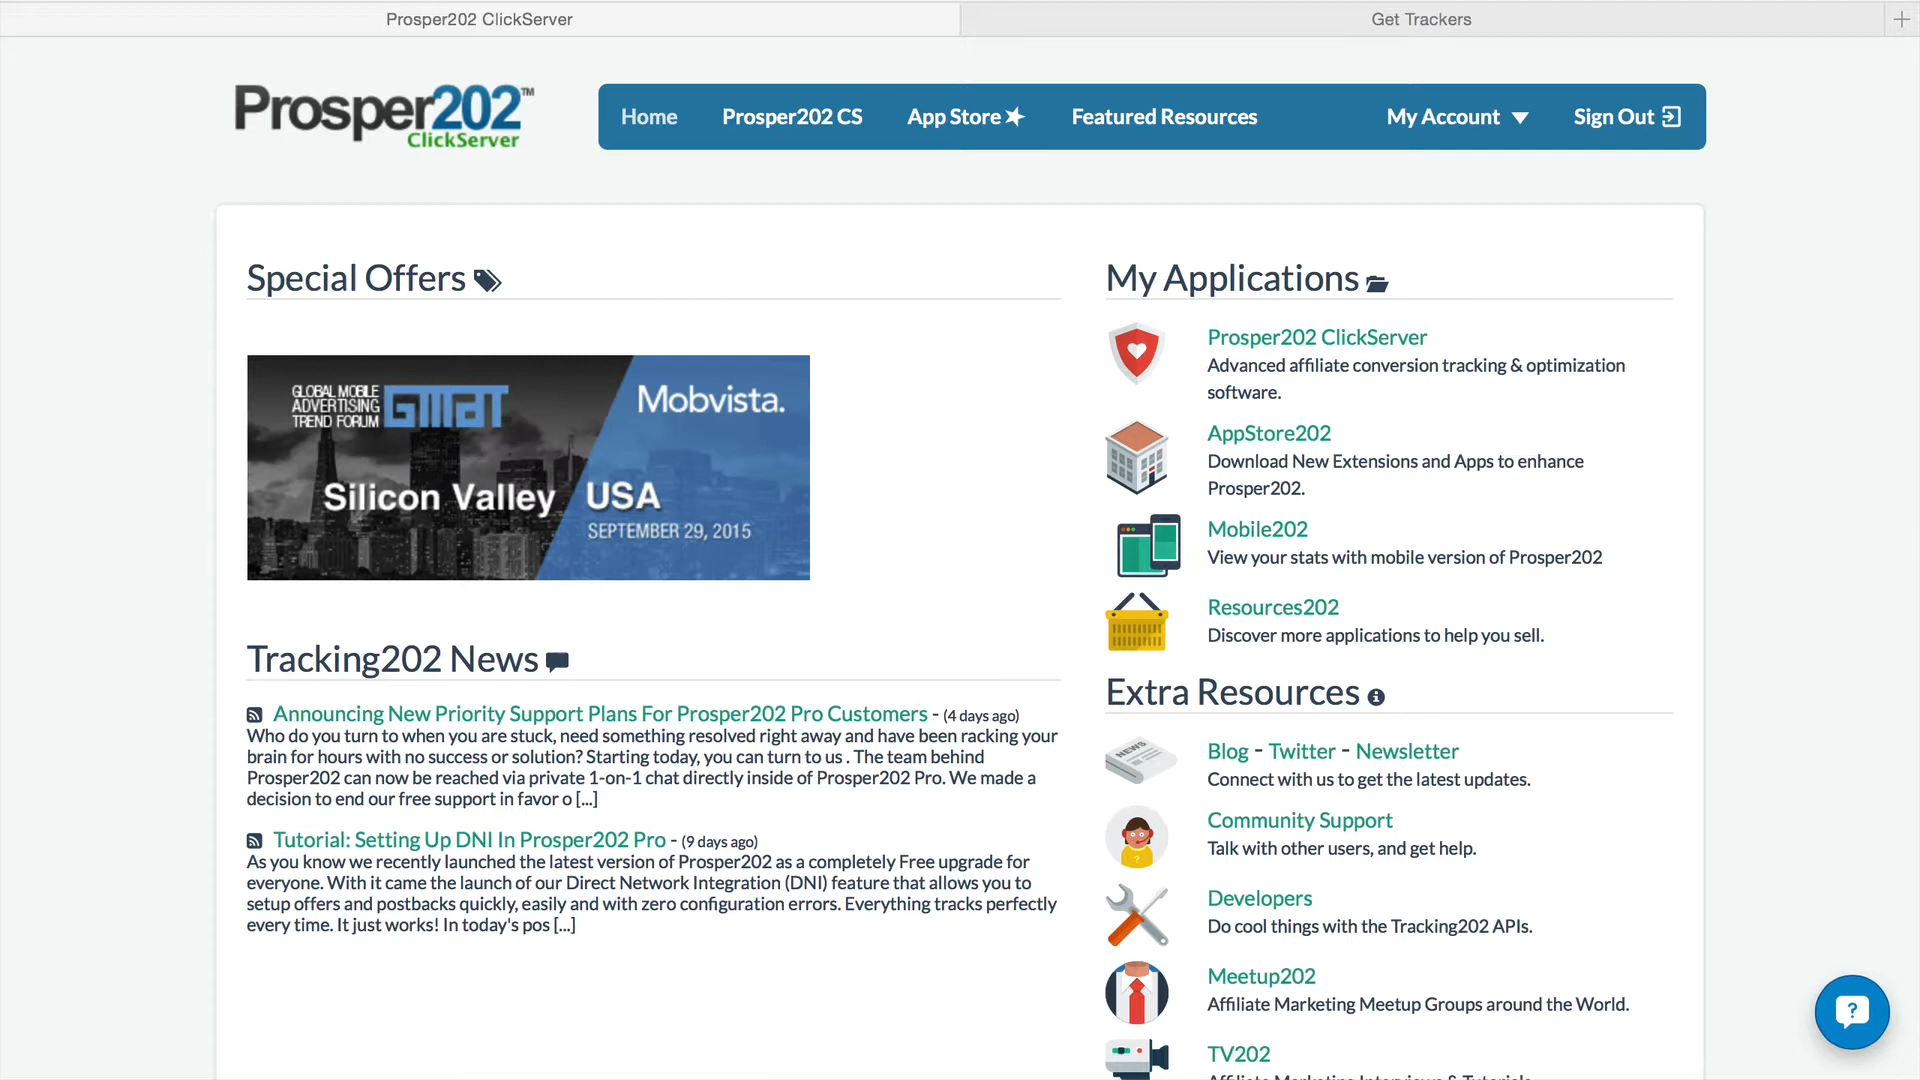 Prosper202 ClickServer
Get Trackers
Prosper202™
ClickServer
Home
Prosper202 CS
App Store
Featured Resources
My Account
Sign Out
Special Offers
GLOBAL MOBILE
ADVERTISING
TREND FORUM
GMAT
Mobvista.
Silicon Valley USA
SEPTEMBER 29, 2015
Tracking202 News
Announcing New Priority Support Plans For Prosper202 Pro Customers - (4 days ago)
Who do you turn to when you are stuck, need something resolved right away and have been racking your
brain for hours with no success or solution? Starting today, you can turn to us . The team behind
Prosper202 can now be reached via private 1-on-1 chat directly inside of Prosper202 Pro. We made a
decision to end our free support in favor o [...]
Tutorial: Setting Up DNI In Prosper202 Pro - (9 days ago)
As you know we recently launched the latest version of Prosper202 as a completely Free upgrade for
everyone. With it came the launch of our Direct Network Integration (DNI) feature that allows you to
setup offers and postbacks quickly, easily and with zero configuration errors. Everything tracks perfectly
every time. It just works! In today's pos [...]
My Applications
Prosper202 ClickServer
Advanced affiliate conversion tracking & optimization
software.
AppStore202
Download New Extensions and Apps to enhance
Prosper202.
Mobile202
View your stats with mobile version of Prosper202
Resources202
Discover more applications to help you sell.
Extra Resources
NEWS
Blog - Twitter - Newsletter
Connect with us to get the latest updates.
Community Support
Talk with other users, and get help.
Developers
Do cool things with the Tracking202 APIs.
Meetup202
Affiliate Marketing Meetup Groups around the World.
TV202
Affiliate Marketing Interviews & Tutorials